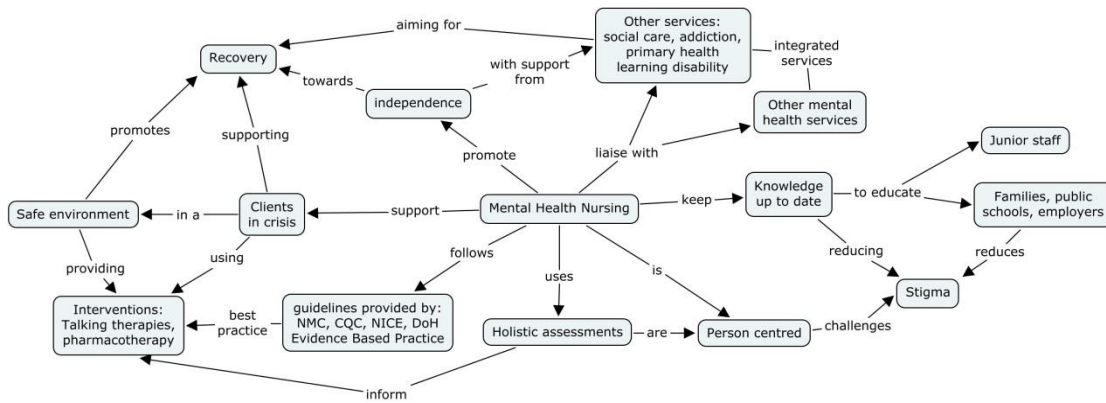 Other services:
social care, addiction,
primary health
learning disability
aiming for
integrated
services
Recovery
with support
from
towards
independence
Other mental
health services
promotes
supporting
promote
liaise with
Junior staff
Knowledge
up to date
to educate
Families, public
schools, employers
Safe environment
in a
Clients
in crisis
support
Mental Health Nursing
keep
providing
using
follows
uses
is
reducing
reduces
Stigma
Interventions:
Talking therapies,
pharmacotherapy
best
practice
guidelines provided by:
NMC, CQC, NICE, DoH
Evidence Based Practice
Holistic assessments
are
Person centred
challenges
inform